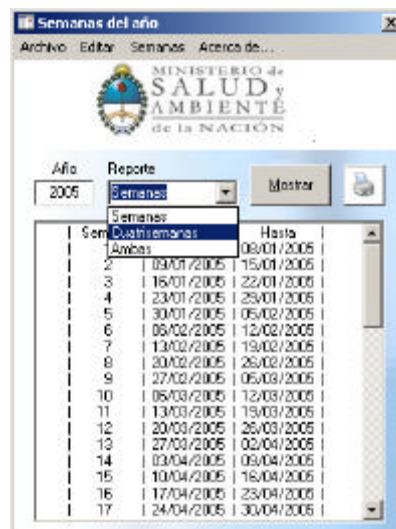 Semanas del año
Archivo Editar Semanas Acerca de...
MINISTERIO de
SALUD y
AMBIENTE
de la NACIÓN
Año Reporte
2005 Semanas Mostrar
Semanas
Cuatrisemanas
Ambas
| Sem Hasta |
| 1 08/01/2005 |
| 2 | 09/01/2005 | 15/01/2005 |
| 3 | 16/01/2005 | 22/01/2005 |
| 4 | 23/01/2005 | 29/01/2005 |
| 5 | 30/01/2005 | 05/02/2005 |
| 6 | 06/02/2005 | 12/02/2005 |
| 7 | 13/02/2005 | 19/02/2005 |
| 8 | 20/02/2005 | 26/02/2005 |
| 9 | 27/02/2005 | 05/03/2005 |
| 10 | 06/03/2005 | 12/03/2005 |
| 11 | 13/03/2005 | 19/03/2005 |
| 12 | 20/03/2005 | 26/03/2005 |
| 13 | 27/03/2005 | 02/04/2005 |
| 14 | 03/04/2005 | 09/04/2005 |
| 15 | 10/04/2005 | 16/04/2005 |
| 16 | 17/04/2005 | 23/04/2005 |
| 17 | 24/04/2005 | 30/04/2005 |